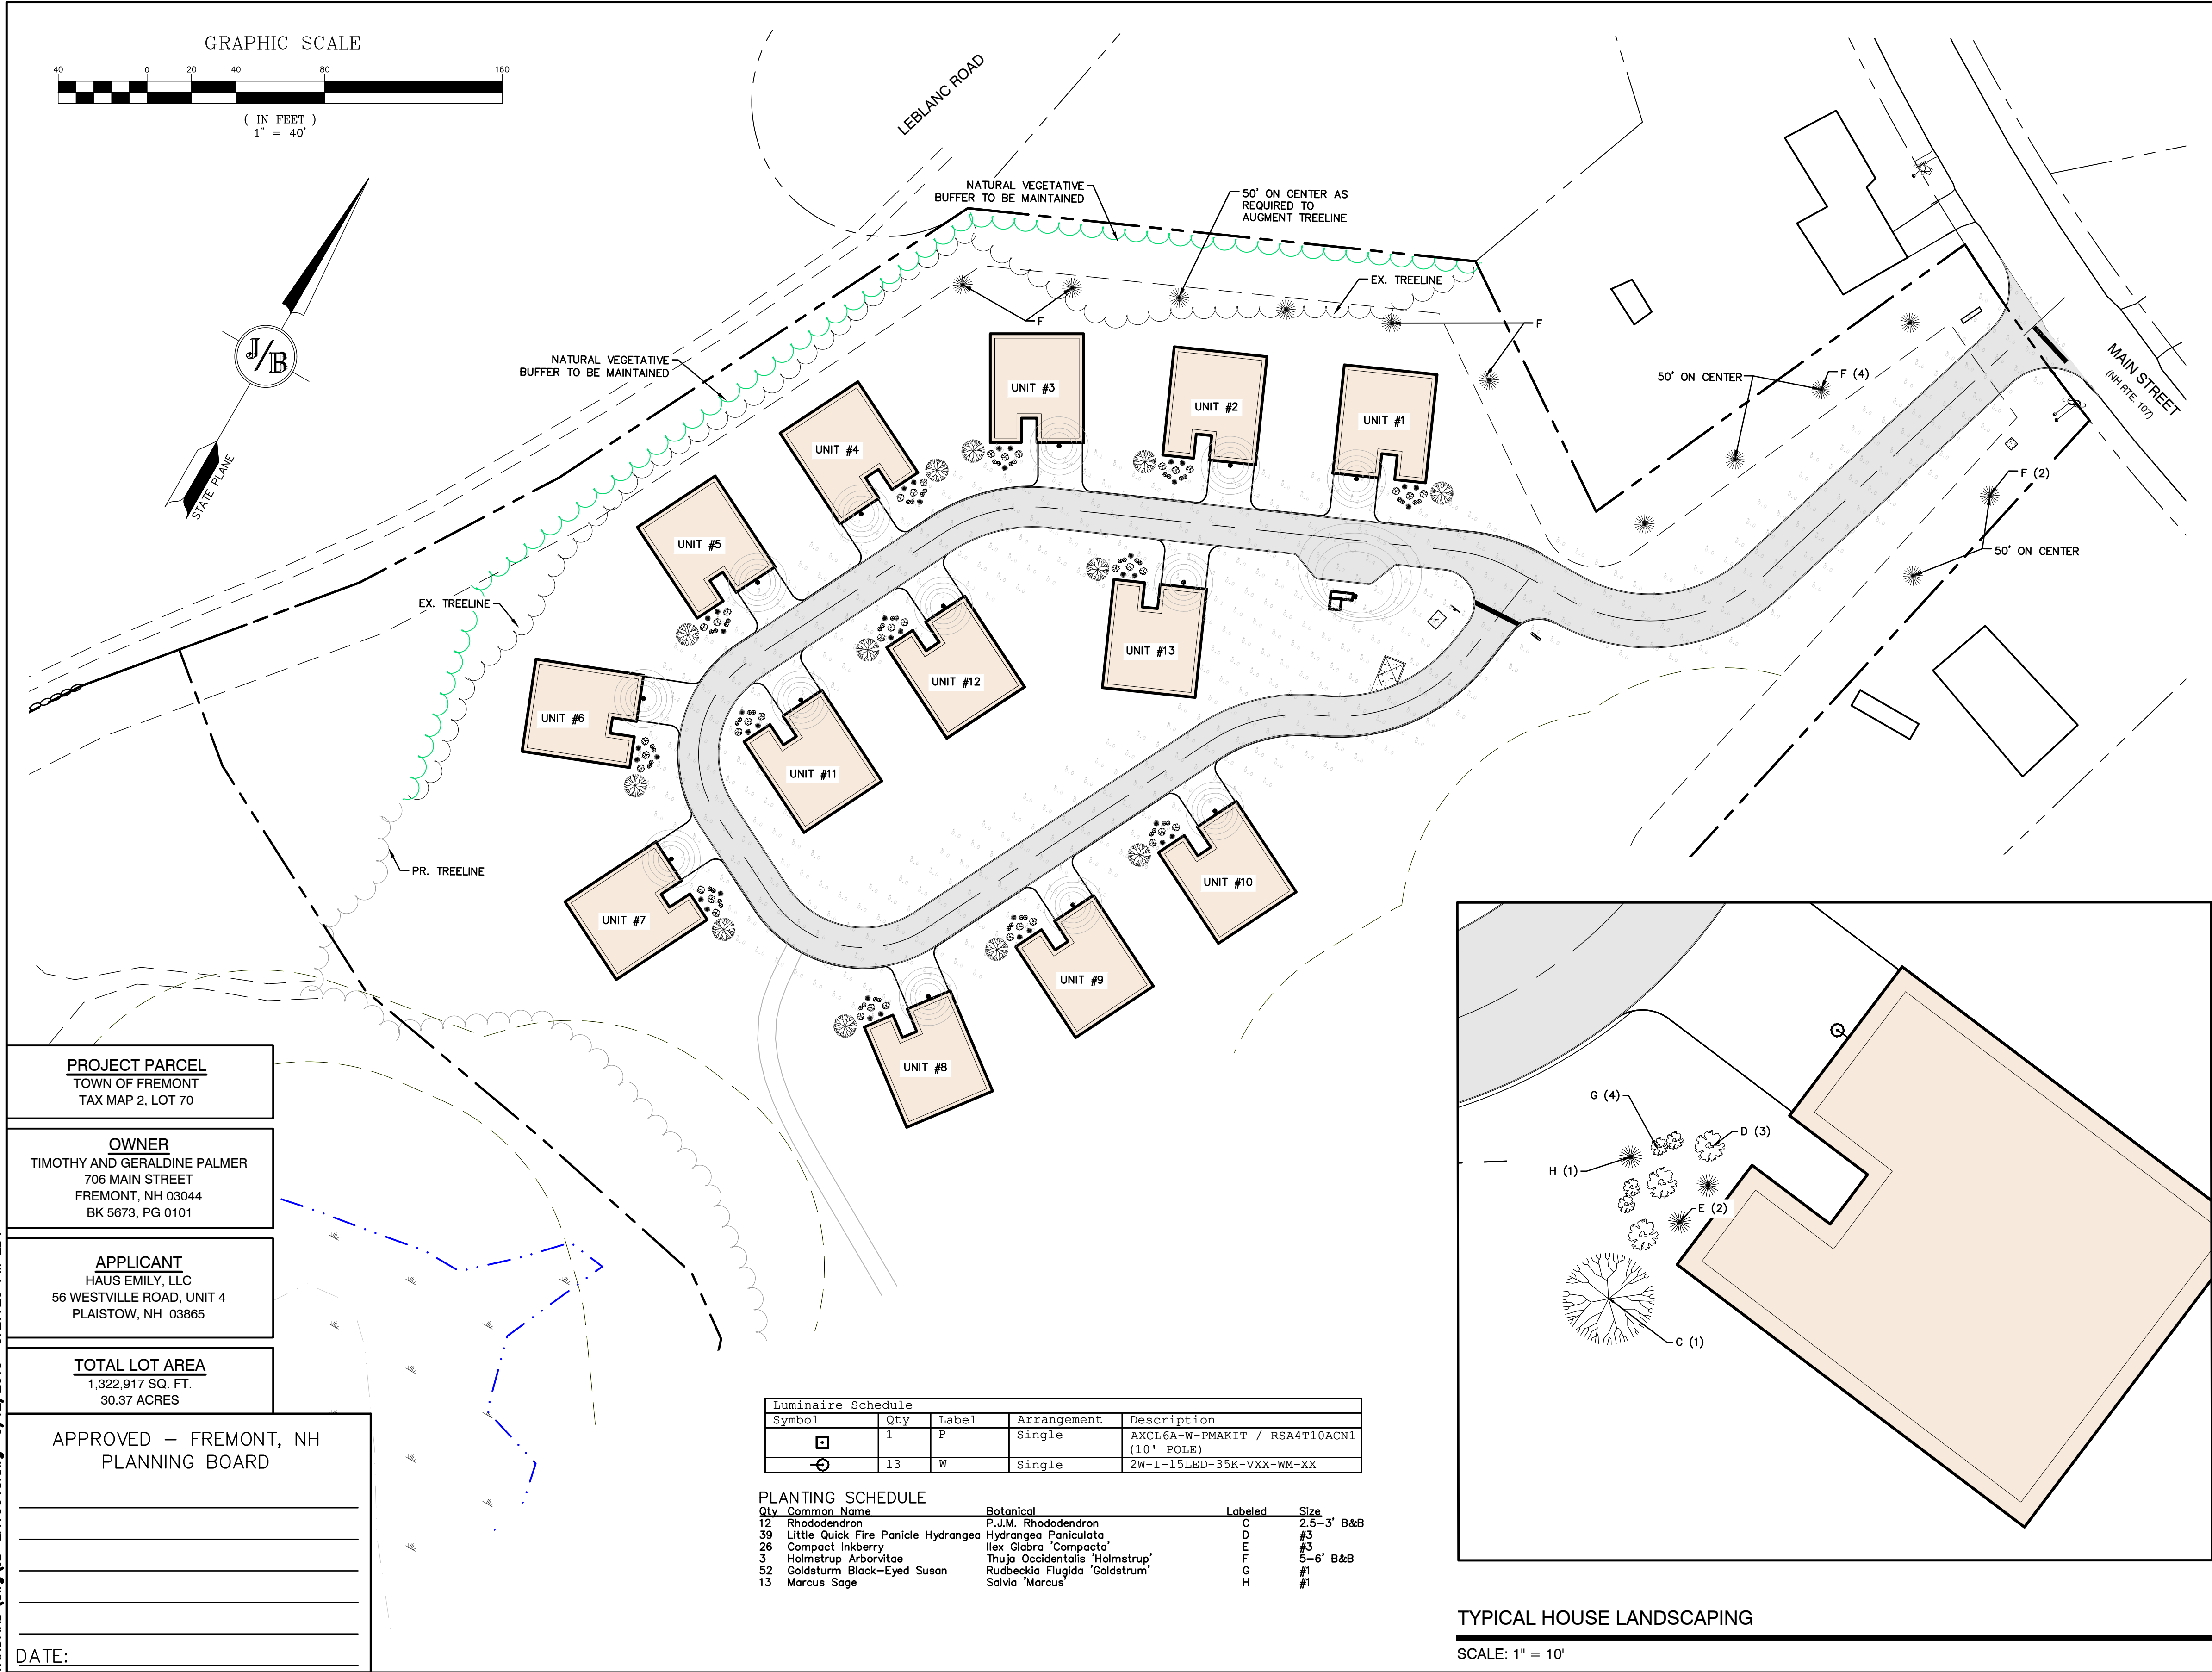 GRAPHIC SCALE
40 0 20 40 80 160
( IN FEET )
1" = 40'
LEBLANC ROAD
NATURAL VEGETATIVE
BUFFER TO BE MAINTAINED
50' ON CENTER AS
REQUIRED TO
AUGMENT TREELINE
EX. TREELINE
F
F
J/B
STATE PLANE
NATURAL VEGETATIVE
BUFFER TO BE MAINTAINED
50' ON CENTER
F (4)
MAIN STREET
(NH RTE. 107)
F (2)
50' ON CENTER
UNIT #3
UNIT #2
UNIT #1
UNIT #4
UNIT #5
EX. TREELINE
UNIT #13
UNIT #12
UNIT #6
UNIT #11
PR. TREELINE
UNIT #10
UNIT #7
UNIT #9
UNIT #8
PROJECT PARCEL
TOWN OF FREMONT
TAX MAP 2, LOT 70
OWNER
TIMOTHY AND GERALDINE PALMER
706 MAIN STREET
FREMONT, NH 03044
BK 5673, PG 0101
APPLICANT
HAUS EMILY, LLC
56 WESTVILLE ROAD, UNIT 4
PLAISTOW, NH 03865
TOTAL LOT AREA
1,322,917 SQ. FT.
30.37 ACRES
APPROVED – FREMONT, NH
PLANNING BOARD
DATE:
Luminaire Schedule
Symbol Qty Label Arrangement Description
1 P Single AXCL6A-W-PMAKIT / RSA4T10ACN1
(10' POLE)
13 W Single 2W-I-15LED-35K-VXX-WM-XX
PLANTING SCHEDULE
Qty Common Name Botanical Labeled Size
12 Rhododendron P.J.M. Rhododendron C 2.5–3' B&B
39 Little Quick Fire Panicle Hydrangea Hydrangea Paniculata D #3
26 Compact Inkberry Ilex Glabra 'Compacta' E #3
3 Holmstrup Arborvitae Thuja Occidentalis 'Holmstrup' F 5–6' B&B
52 Goldsturm Black–Eyed Susan Rudbeckia Flugida 'Goldstrum' G #1
13 Marcus Sage Salvia 'Marcus' H #1
G (4)
D (3)
H (1)
E (2)
C (1)
TYPICAL HOUSE LANDSCAPING
SCALE: 1" = 10'